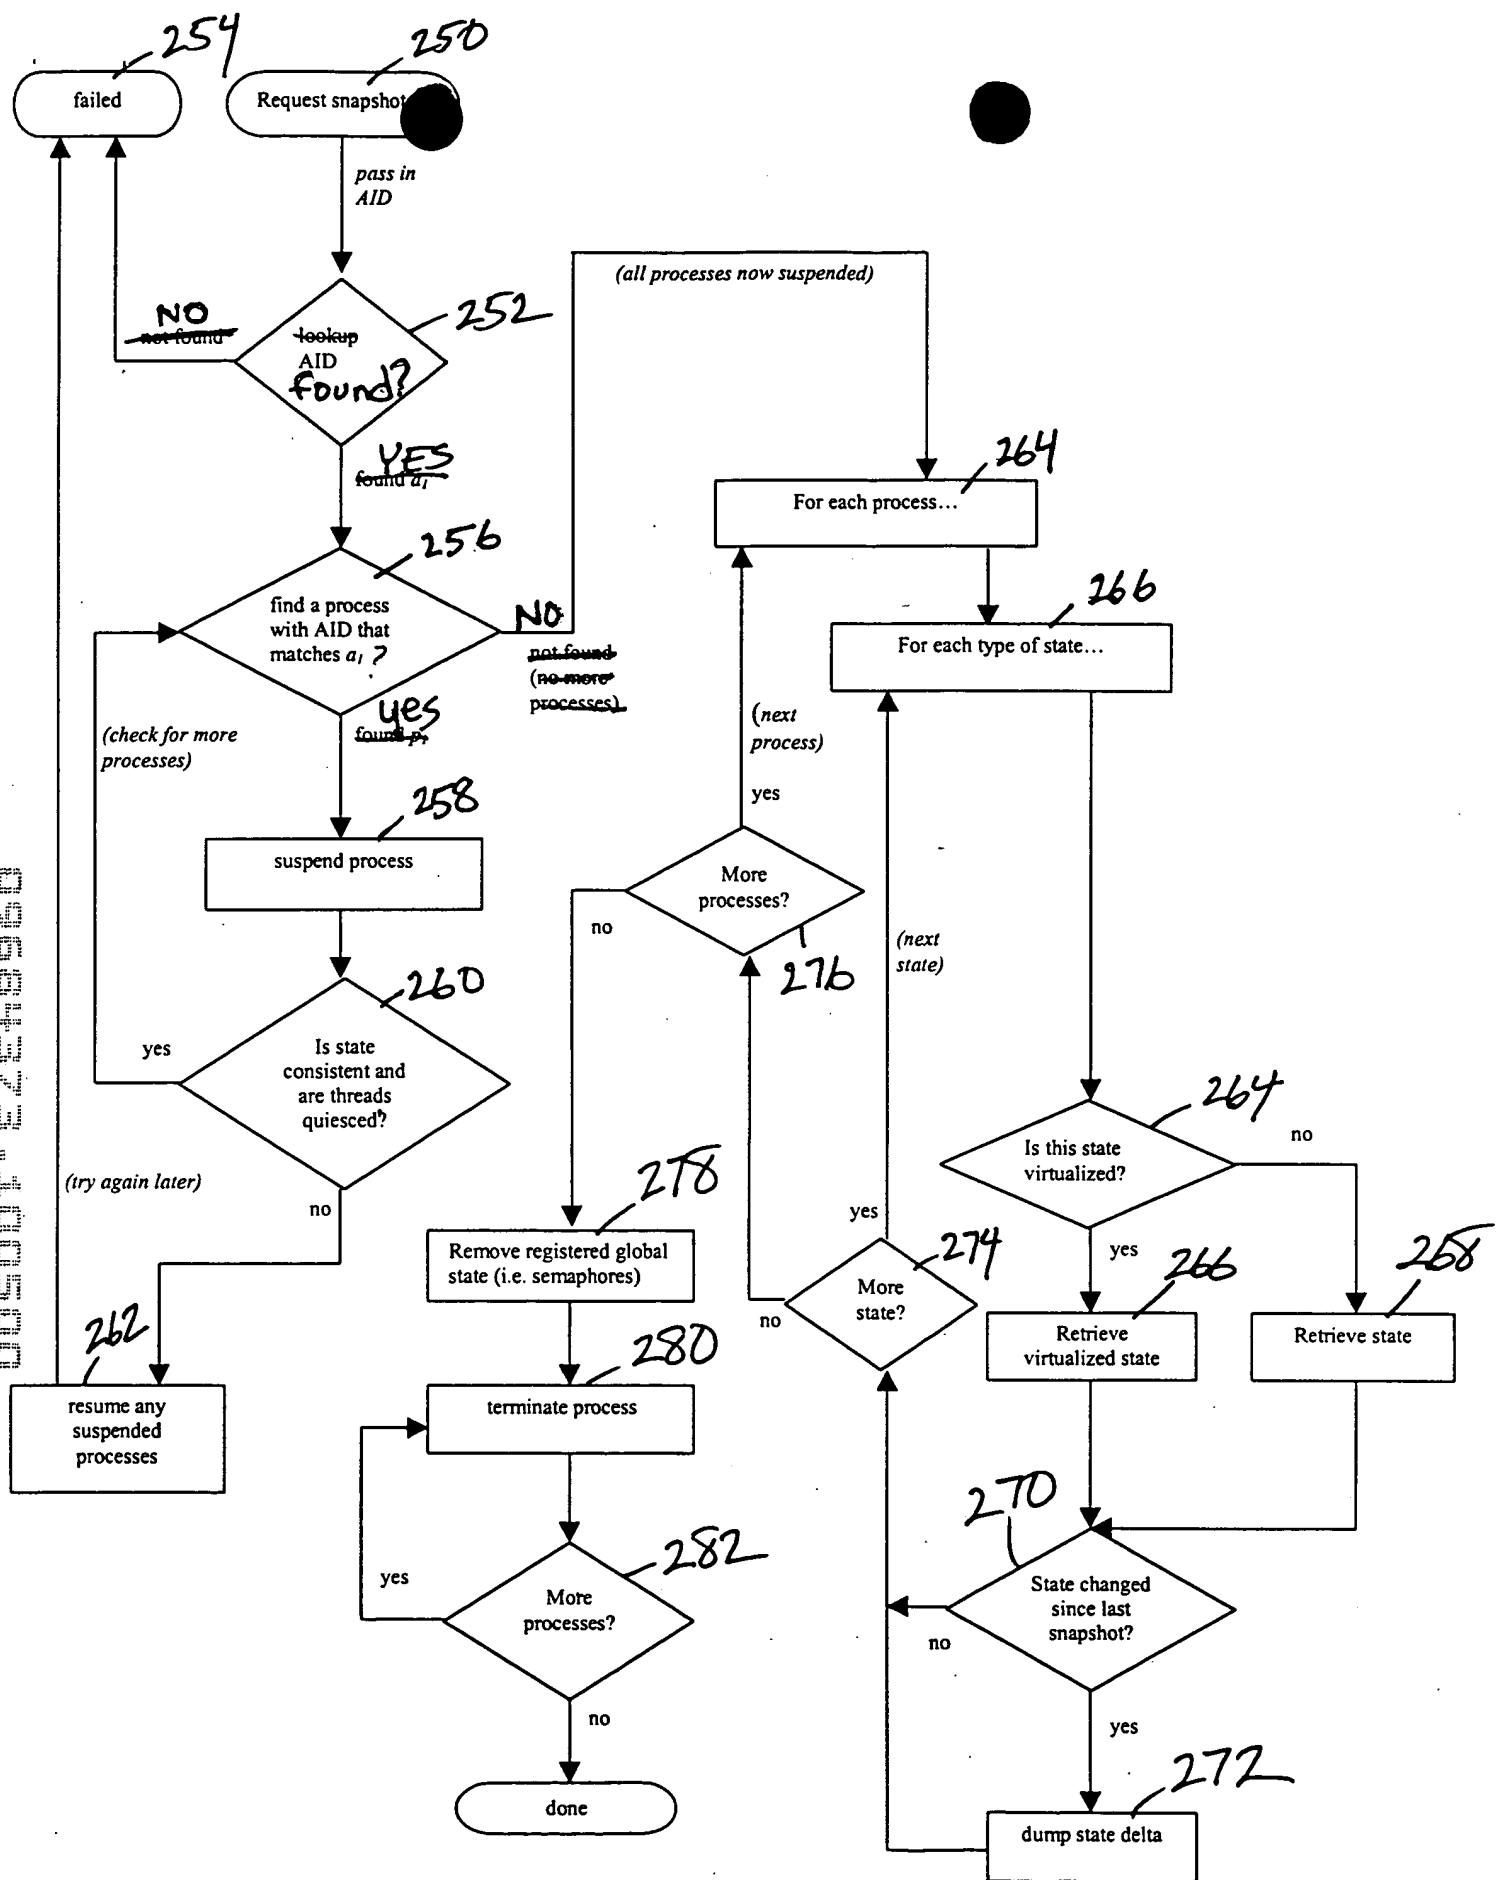 254
250
failed
Request snapshot
pass in
AID
(all processes now suspended)
NO
not found
252
lookup
AID
found?
YES
found a₁
264
For each process...
256
find a process
with AID that
matches a₁ ?
NO
not found
(no more
processes)
266
For each type of state...
yes
found p₁
(check for more
processes)
(next
process)
yes
258
suspend process
More
processes?
no
276
(next
state)
260
Is state
consistent and
are threads
quiesced?
yes
no
(try again later)
264
Is this state
virtualized?
no
yes
278
Remove registered global
state (i.e. semaphores)
yes
274
More
state?
no
266
Retrieve
virtualized state
268
Retrieve state
262
resume any
suspended
processes
280
terminate process
270
State changed
since last
snapshot?
no
yes
282
More
processes?
yes
no
done
272
dump state delta